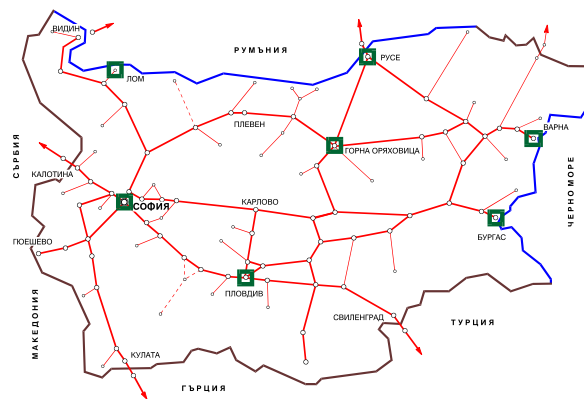 ВИДИН
РУМЪНИЯ
РУСЕ
ЛОМ
ПЛЕВЕН
ВАРНА
СЪРБИЯ
ГОРНА ОРЯХОВИЦА
КАЛОТИНА
СОФИЯ
КАРЛОВО
ЧЕРНО МОРЕ
ГЮЕШЕВО
БУРГАС
ПЛОВДИВ
МАКЕДОНИЯ
СВИЛЕНГРАД
ТУРЦИЯ
КУЛАТА
ГЪРЦИЯ